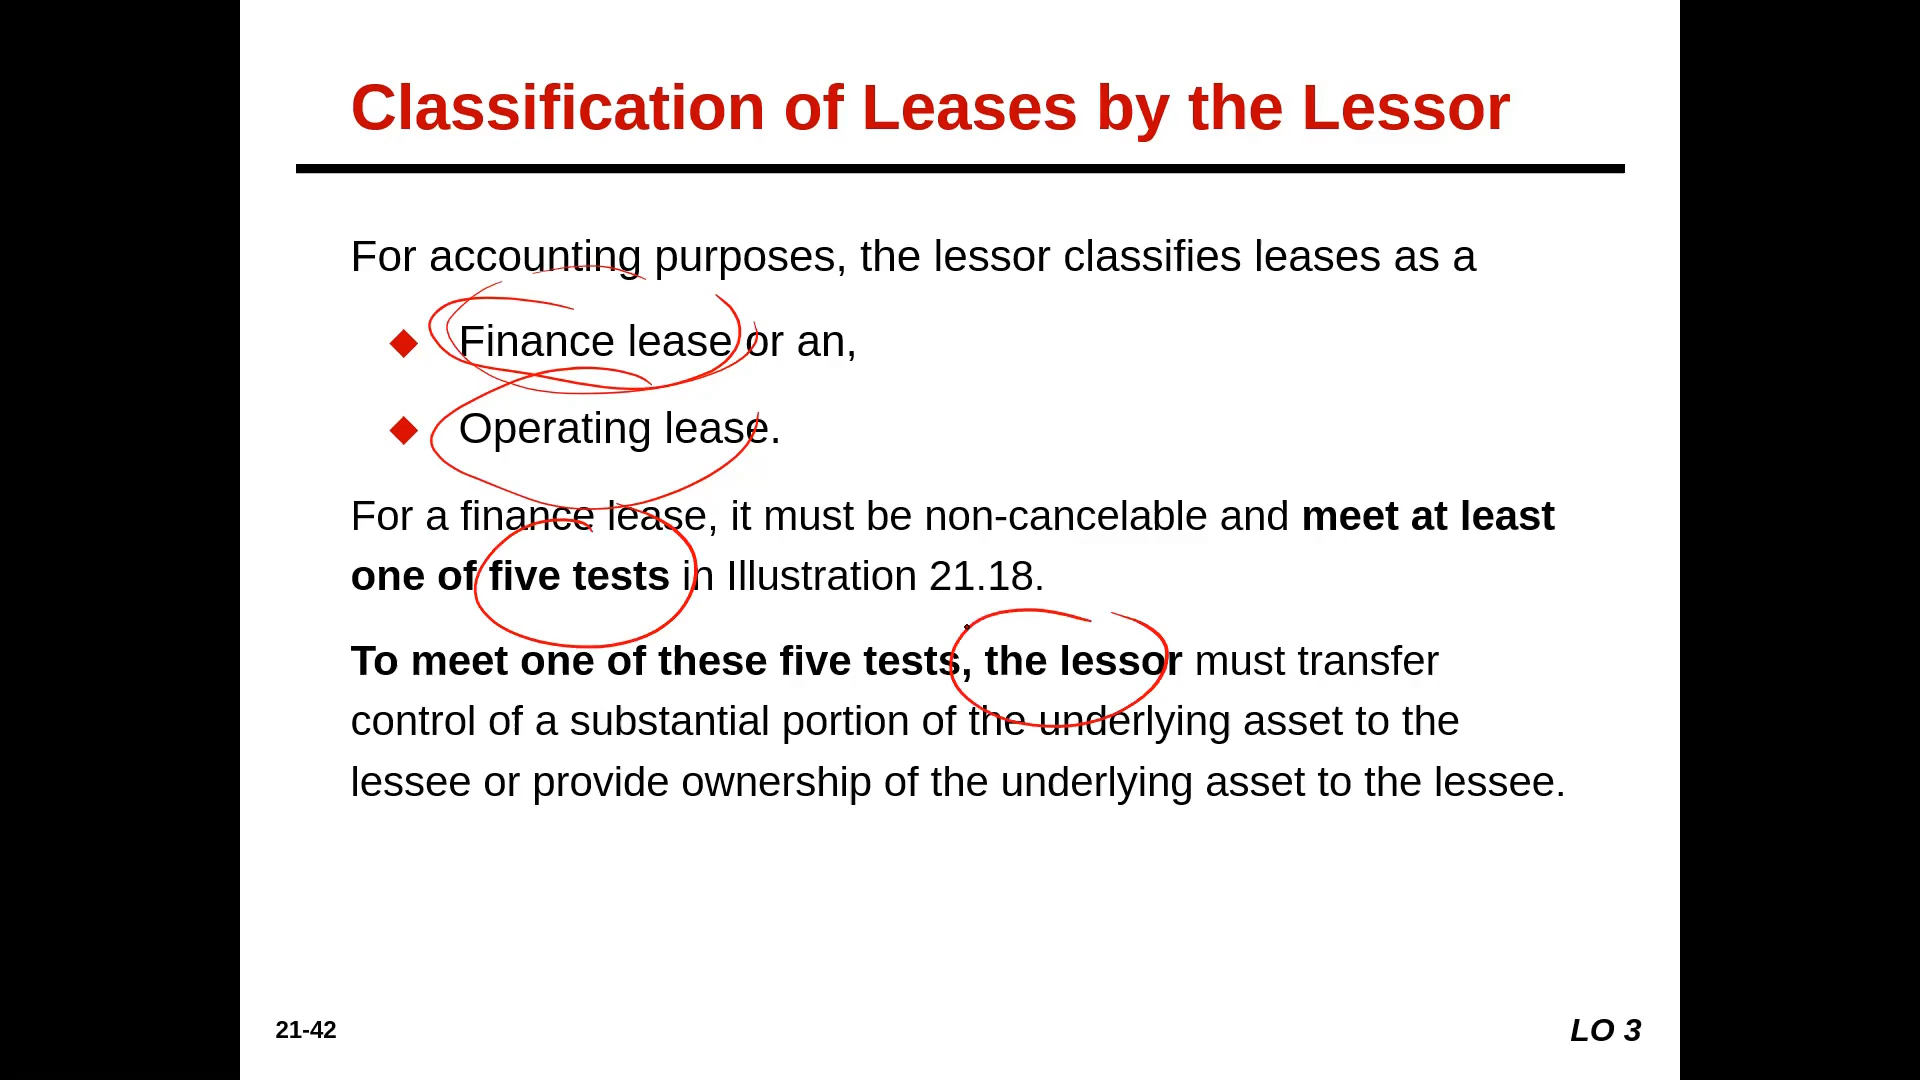 Classification of Leases by the Lessor
For accounting purposes, the lessor classifies leases as a
Finance lease or an,
Operating lease.
For a finance lease, it must be non-cancelable and meet at least
one of five tests in Illustration 21.18.
To meet one of these five tests, the lessor must transfer
control of a substantial portion of the underlying asset to the
lessee or provide ownership of the underlying asset to the lessee.
21-42
LO 3